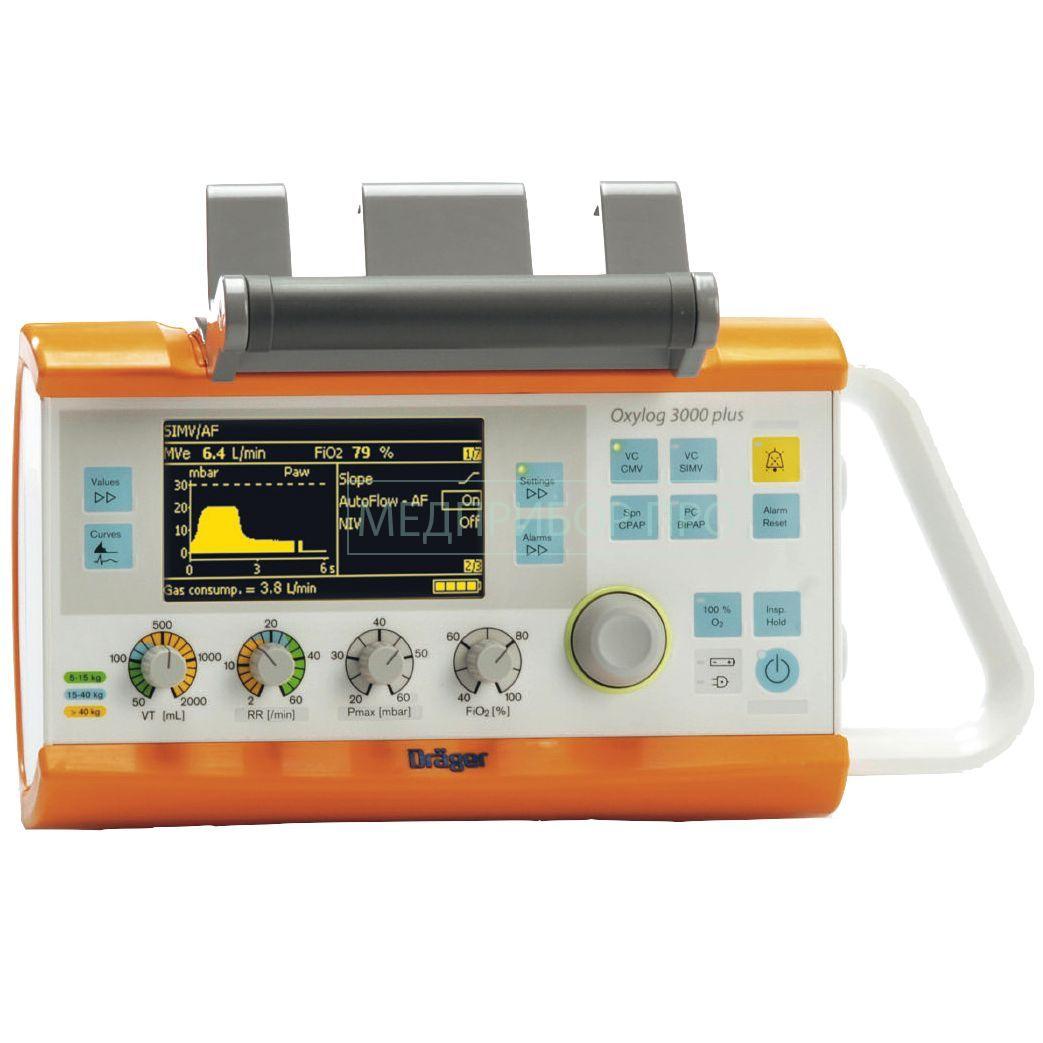 Oxylog 3000 plus
SIMV/AF
MVe 6.4 L/min FiO2 79 % 1/7
mbar Paw
30
20
10
0
0 3 6 s
Slope
AutoFlow - AF On
NIV Off
2/3
Gas consump. = 3.8 L/min
Values
Curves
Settings
Alarms
VC
CMV
VC
SIMV
Spn
CPAP
PC
BIPAP
Alarm
Reset
МЕДПРИБОР ПРО
100 %
O2
Insp.
Hold
5-15 kg
15-40 kg
> 40 kg
500
100 1000
50 2000
VT [mL]
20
10 40
2 60
RR [/min]
40
30 50
20 60
Pmax [mbar]
60 80
40 100
FiO2 [%]
Dräger